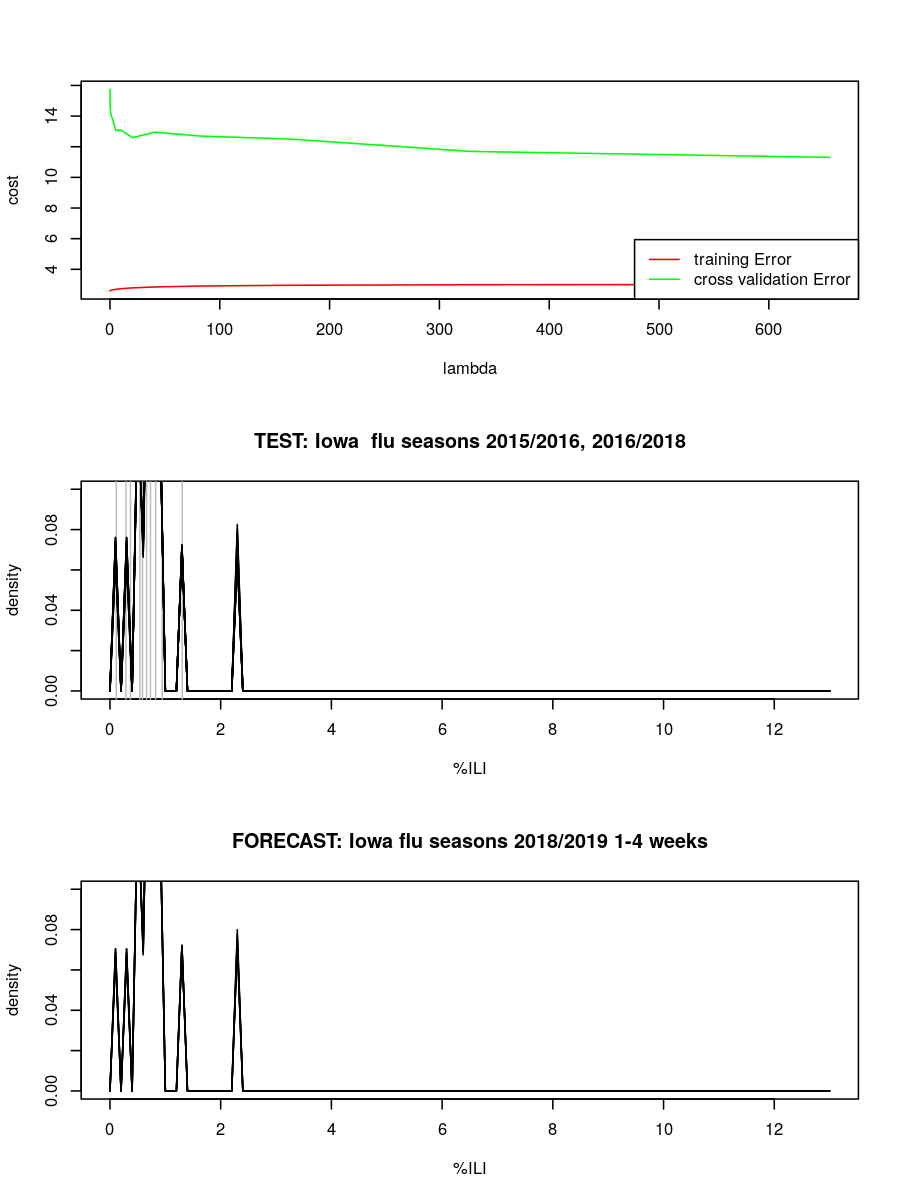 14
10
8
6
4
cost
training Error
cross validation Error
0 100 200 300 400 500 600
lambda
TEST: Iowa  flu seasons 2015/2016, 2016/2018
0.08
0.04
0.00
density
0 2 4 6 8 10 12
%ILI
FORECAST: Iowa flu seasons 2018/2019 1-4 weeks
0.08
0.04
0.00
density
0 2 4 6 8 10 12
%ILI